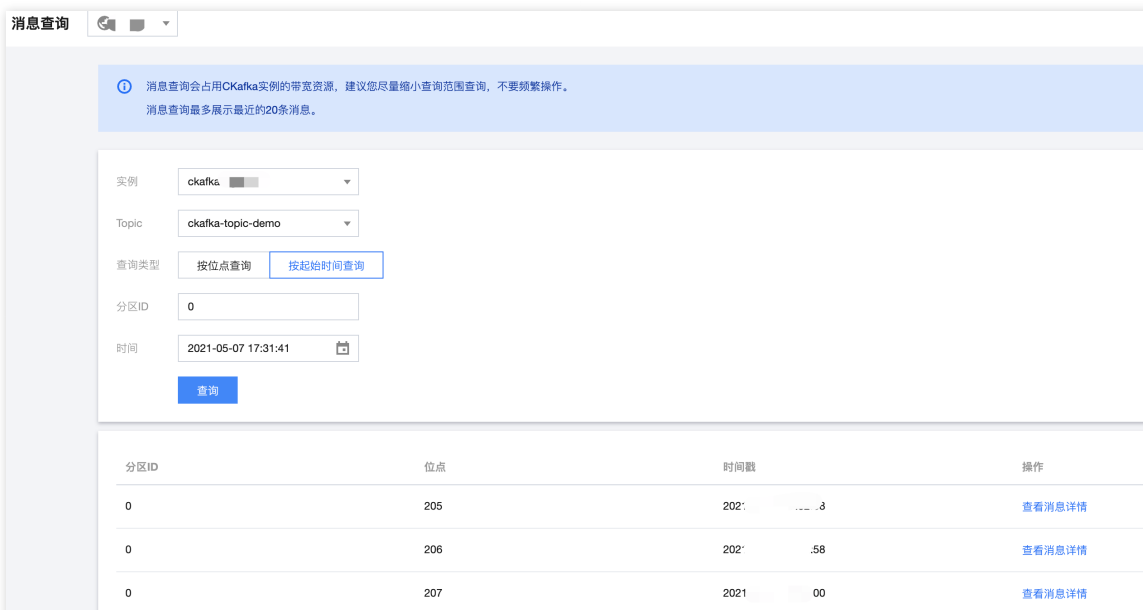 消息查询
消息查询会占用CKafka实例的带宽资源，建议您尽量缩小查询范围查询，不要频繁操作。
消息查询最多展示最近的20条消息。
实例 ckafka
Topic ckafka-topic-demo
查询类型 按位点查询 按起始时间查询
分区ID 0
时间 2021-05-07 17:31:41
查询
分区ID 位点 时间戳 操作
0 205 查看消息详情
0 206 查看消息详情
0 207 2021 00 查看消息详情